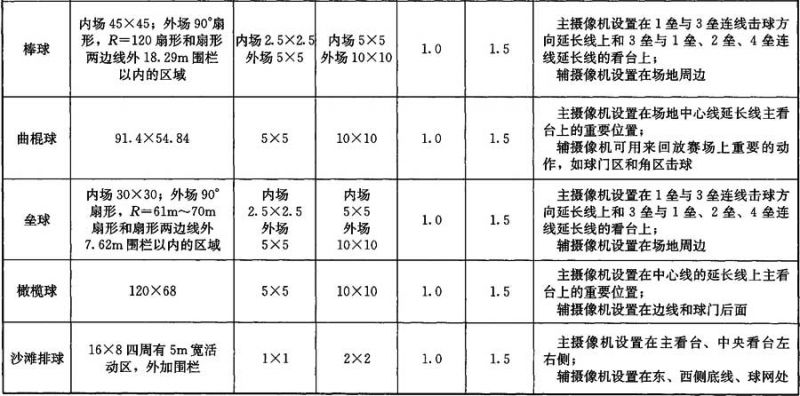 棒球
内场 45×45；外场 90°扇
形，R=120 扇形和扇形
两边线外 18.29m 围栏
以内的区域
内场 2.5×2.5
外场 5×5
内场 5×5
外场 10×10
1.0
1.5
主摄像机设置在 1 垒与 3 垒连线击球方
向延长线上和 3 垒与 1 垒、2 垒、4 垒连
线延长线的看台上；
辅摄像机设置在场地周边
曲棍球
91.4×54.84
5×5
10×10
1.0
1.5
主摄像机设置在场地中心线延长线主看
台上的重要位置；
辅摄像机可用来回放赛场上重要的动
作，如球门区和角区击球
垒球
内场 30×30；外场 90°
扇形，R=61m～70m
扇形和扇形两边线外
7.62m 围栏以内的区域
内场
2.5×2.5
外场
5×5
内场
5×5
外场
10×10
1.0
1.5
主摄像机设置在 1 垒与 3 垒连线击球方
向延长线上和 3 垒与 1 垒、2 垒、4 垒连
线延长线的看台上；
辅摄像机设置在场地周边
橄榄球
120×68
5×5
10×10
1.0
1.5
主摄像机设置在中心线的延长线上主看
台上的重要位置；
辅摄像机设置在边线和球门后面
沙滩排球
16×8 四周有 5m 宽活
动区，外加围栏
1×1
2×2
1.0
1.5
主摄像机设置在主看台、中央看台左
右侧；
辅摄像机设置在东、西侧底线、球网处